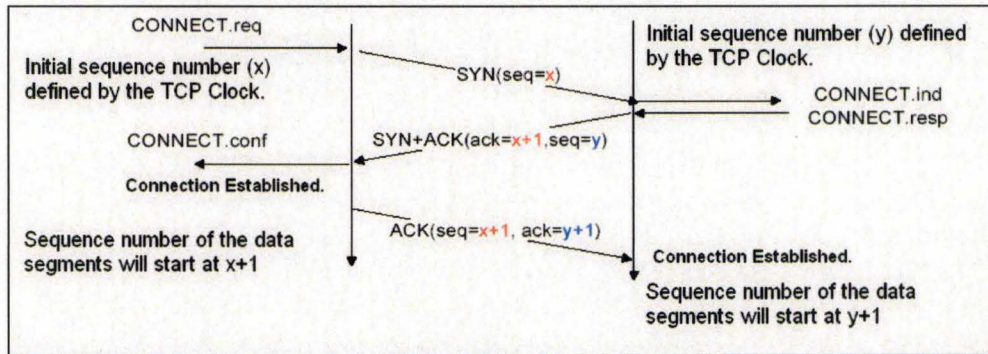 CONNECT.req
Initial sequence number (x)
defined by the TCP Clock.
SYN(seq=x)
Initial sequence number (y) defined
by the TCP Clock.
CONNECT.ind
CONNECT.resp
CONNECT.conf
SYN+ACK(ack=x+1,seq=y)
Connection Established.
ACK(seq=x+1, ack=y+1)
Sequence number of the data
segments will start at x+1
Connection Established.
Sequence number of the data
segments will start at y+1